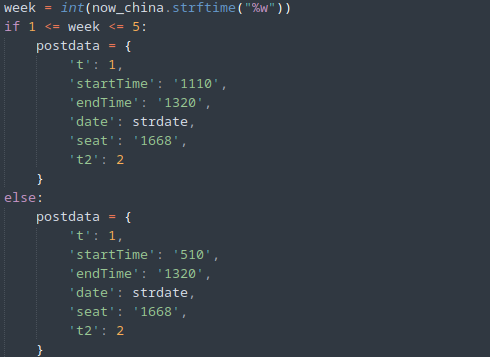 week = int(now_china.strftime("%w"))
if 1 <= week <= 5:
    postdata = {
        't': 1,
        'startTime': '1110',
        'endTime': '1320',
        'date': strdate,
        'seat': '1668',
        't2': 2
    }
else:
    postdata = {
        't': 1,
        'startTime': '510',
        'endTime': '1320',
        'date': strdate,
        'seat': '1668',
        't2': 2
    }